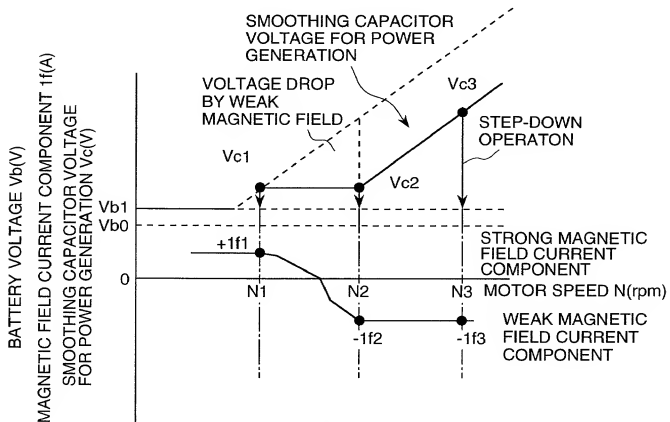 SMOOTHING CAPACITOR
VOLTAGE FOR POWER
GENERATION
VOLTAGE DROP
BY WEAK
MAGNETIC FIELD
Vc3
STEP-DOWN
OPERATON
Vc1
Vc2
Vb1
Vb0
+1f1
STRONG MAGNETIC
FIELD CURRENT
COMPONENT
0
N1
N2
N3
MOTOR SPEED N(rpm)
-1f2
-1f3
WEAK MAGNETIC
FIELD CURRENT
COMPONENT
BATTERY VOLTAGE Vb(V)
MAGNETIC FIELD CURRENT COMPONENT 1f(A)
SMOOTHING CAPACITOR VOLTAGE
FOR POWER GENERATION Vc(V)